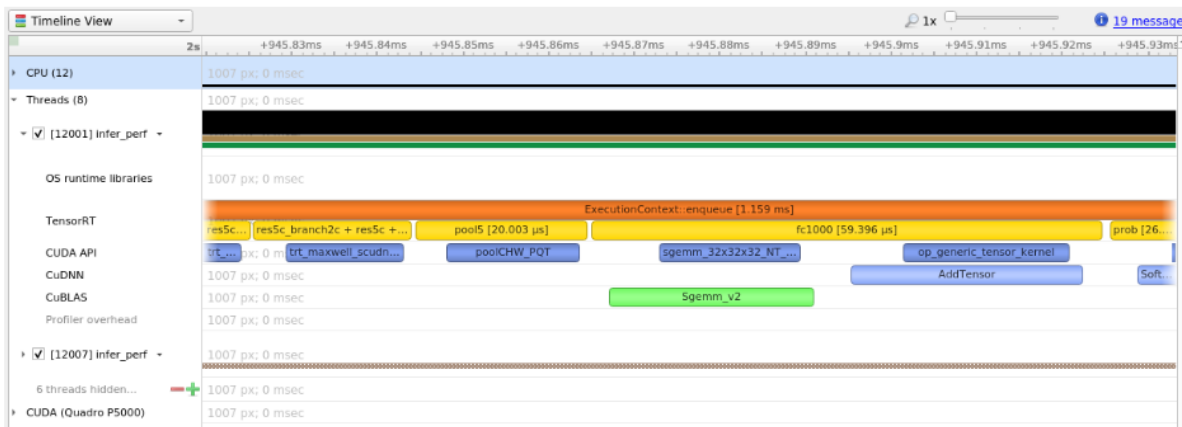 Timeline View 1x 19 message
2s +945.83ms +945.84ms +945.85ms +945.86ms +945.87ms +945.88ms +945.89ms +945.9ms +945.91ms +945.92ms +945.93ms
CPU (12) 1007 px; 0 msec
Threads (8) 1007 px; 0 msec
[12001] infer_perf
OS runtime libraries 1007 px; 0 msec
ExecutionContext::enqueue [1.159 ms]
TensorRT
res5c... res5c_branch2c + res5c +... pool5 [20.003 µs] fc1000 [59.396 µs] prob [26....
CUDA API trt_... px; 0 m trt_maxwell_scudn... poolCHW_PQT sgemm_32x32x32_NT_... op_generic_tensor_kernel
CuDNN 1007 px; 0 msec AddTensor Soft...
CuBLAS 1007 px; 0 msec Sgemm_v2
Profiler overhead 1007 px; 0 msec
[12007] infer_perf 1007 px; 0 msec
6 threads hidden... 1007 px; 0 msec
CUDA (Quadro P5000) 1007 px; 0 msec